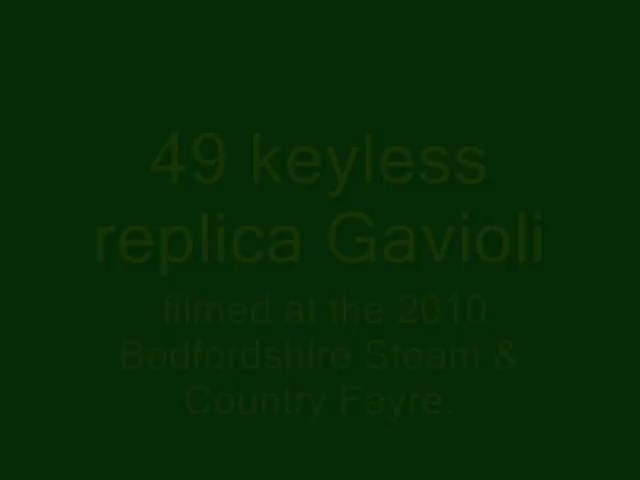 49 keyless
replica Gavioli
filmed at the 2010
Bedfordshire Steam &
Country Fayre.